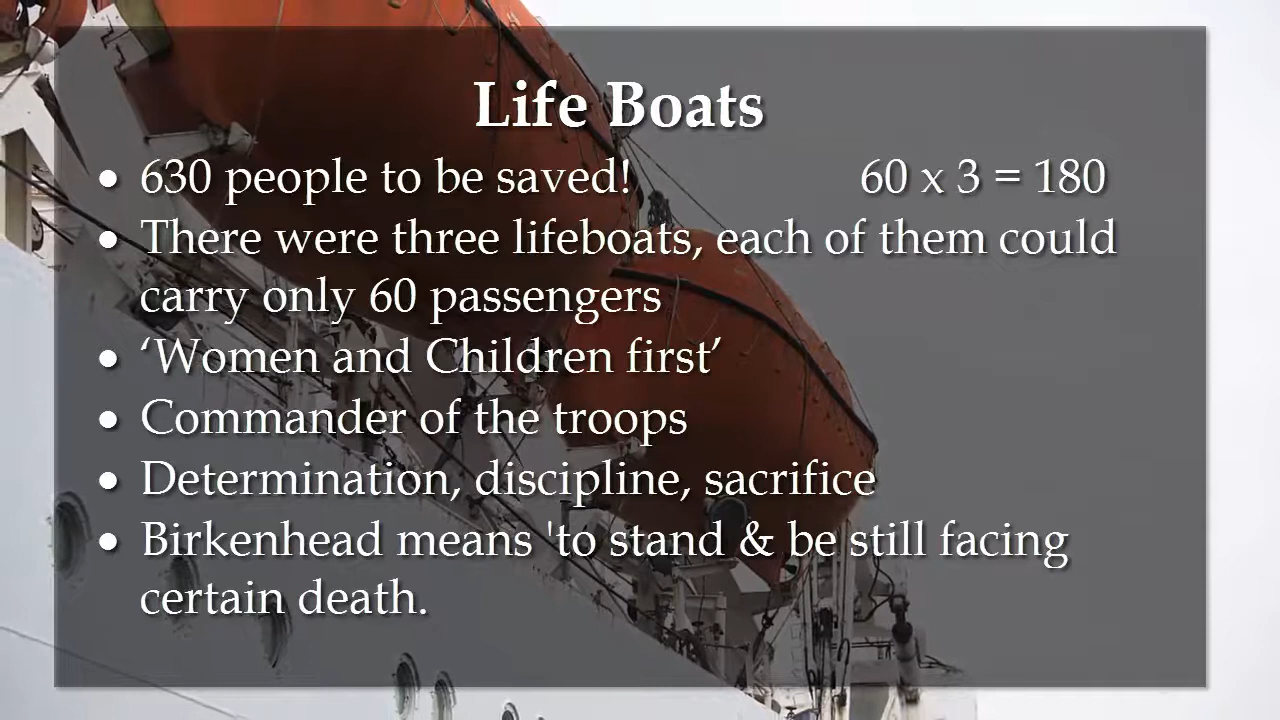 Life Boats
• 630 people to be saved! 60 x 3 = 180
• There were three lifeboats, each of them could
carry only 60 passengers
• ‘Women and Children first’
• Commander of the troops
• Determination, discipline, sacrifice
• Birkenhead means 'to stand & be still facing
certain death.